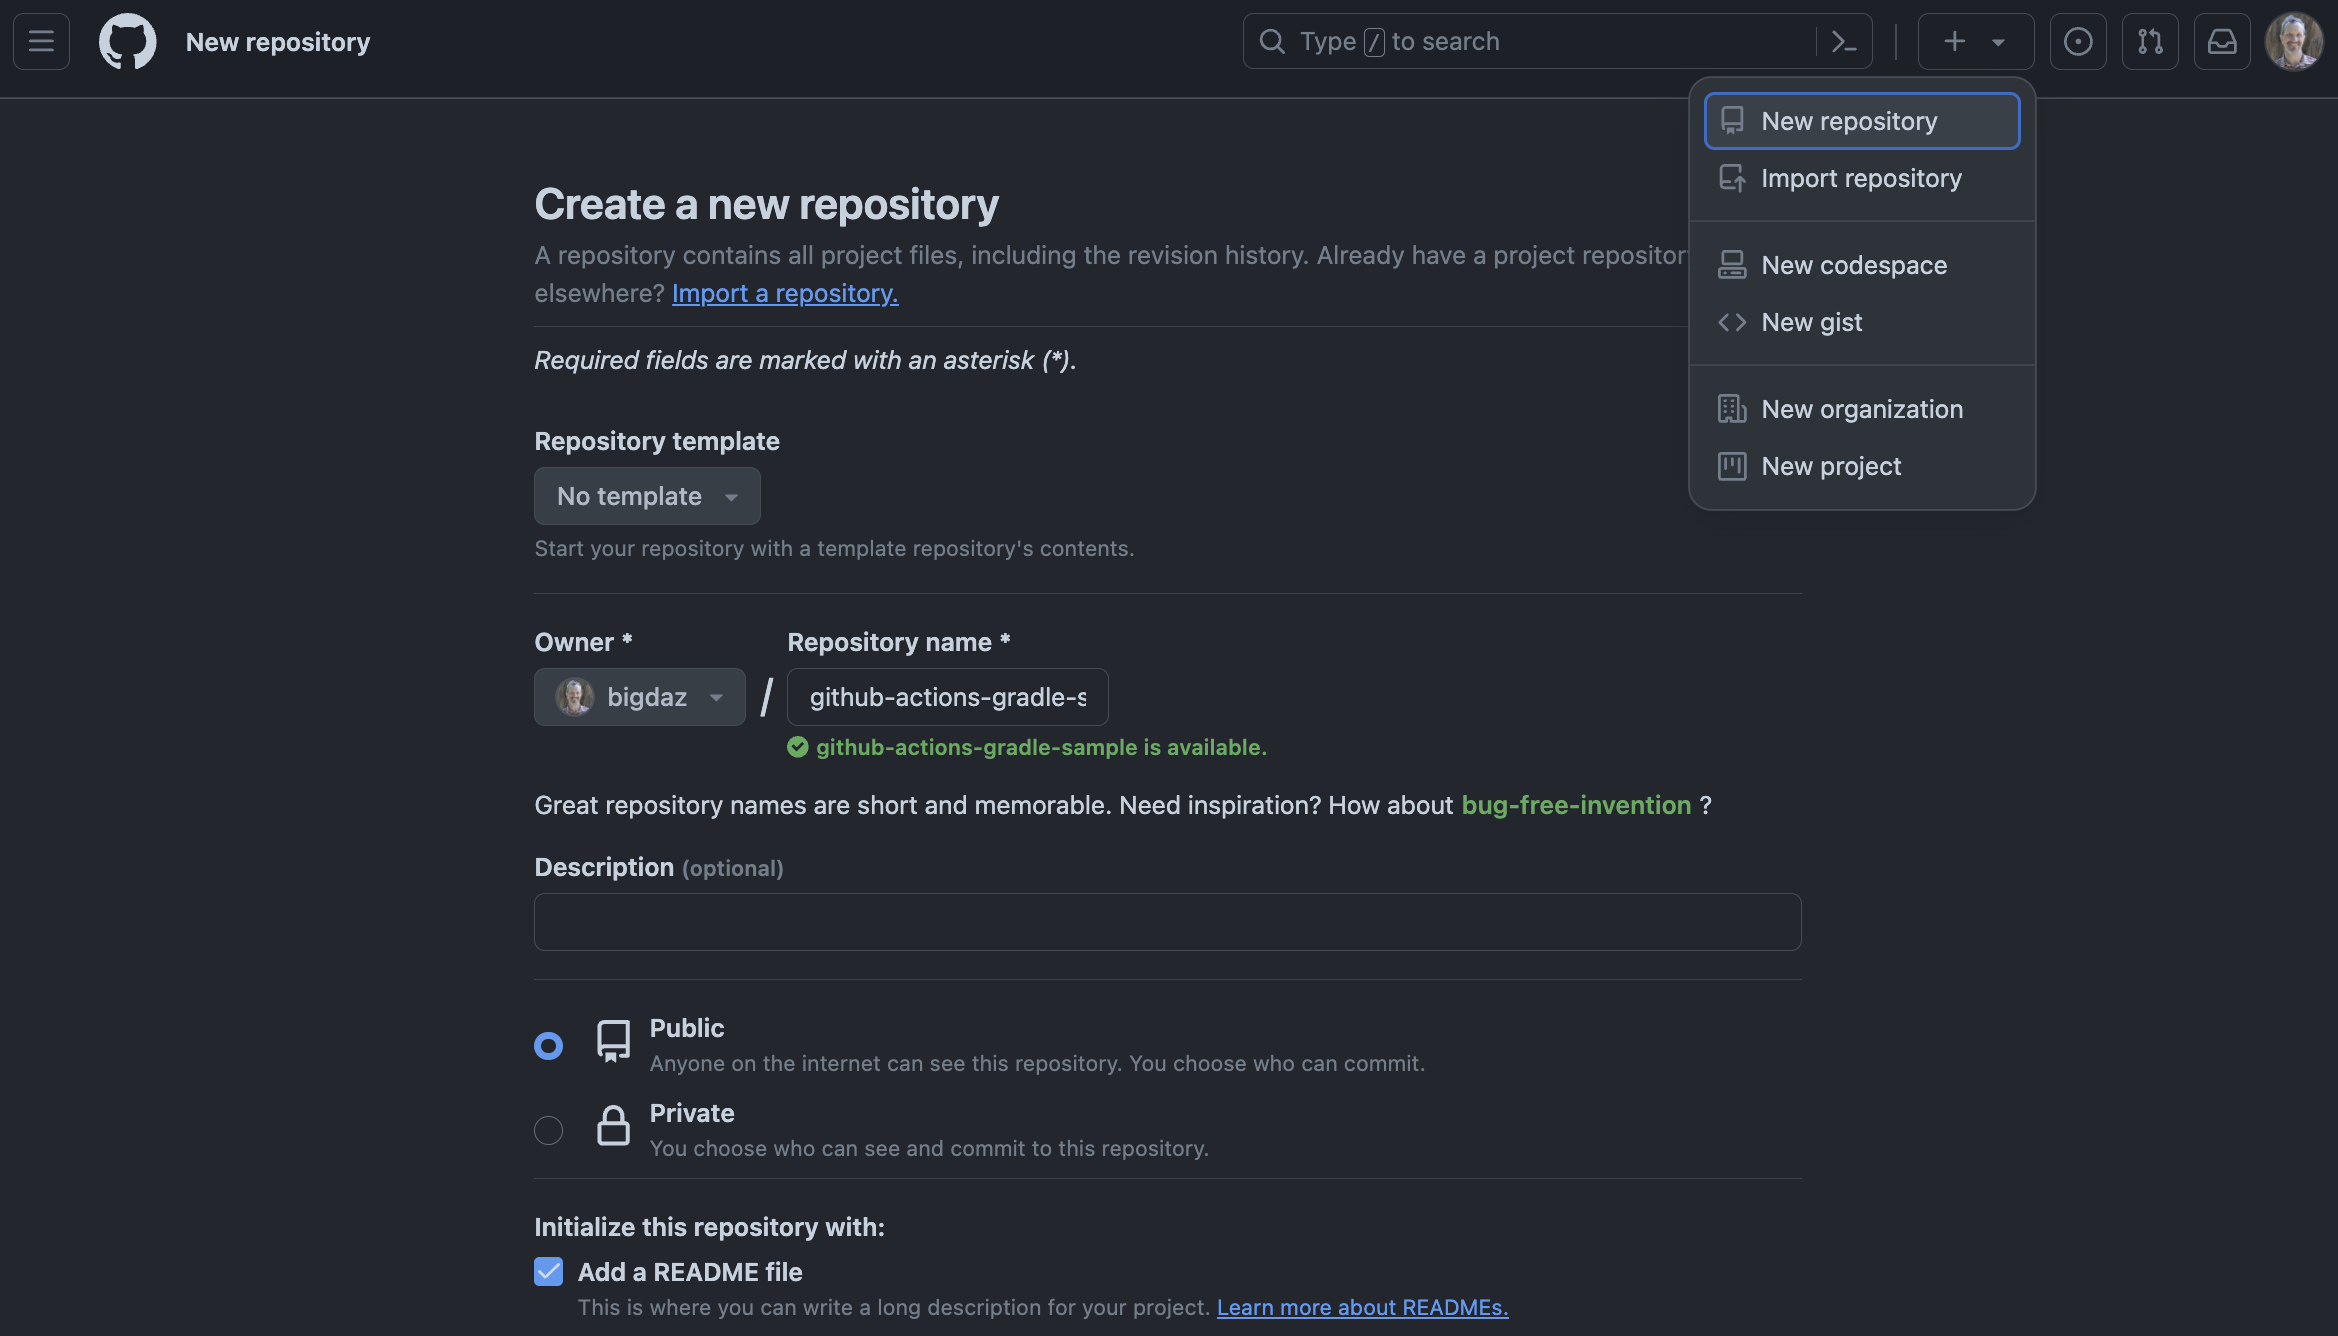 New repository
Type / to search
New repository
Import repository
New codespace
New gist
New organization
New project
Create a new repository
A repository contains all project files, including the revision history. Already have a project repositor
elsewhere? Import a repository.
Required fields are marked with an asterisk (*).
Repository template
No template
Start your repository with a template repository's contents.
Owner *
Repository name *
bigdaz
/
github-actions-gradle-s
github-actions-gradle-sample is available.
Great repository names are short and memorable. Need inspiration? How about bug-free-invention ?
Description (optional)
Public
Anyone on the internet can see this repository. You choose who can commit.
Private
You choose who can see and commit to this repository.
Initialize this repository with:
Add a README file
This is where you can write a long description for your project. Learn more about READMEs.